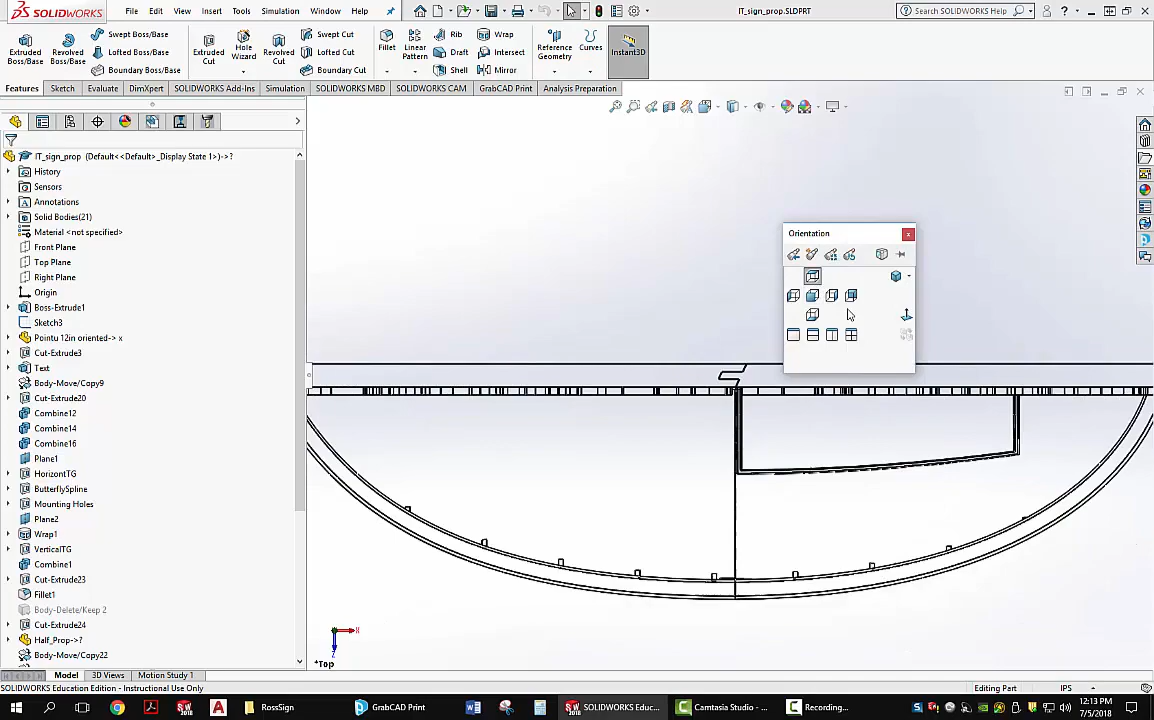 SOLIDWORKS File Edit View Insert Tools Simulation Window Help IT_sign_prop.SLDPRT Search SOLIDWORKS Help
Extruded Boss/Base
Revolved Boss/Base
Swept Boss/Base
Lofted Boss/Base
Boundary Boss/Base
Extruded Cut
Hole Wizard
Revolved Cut
Swept Cut
Lofted Cut
Boundary Cut
Fillet
Linear Pattern
Rib
Draft
Shell
Wrap
Intersect
Mirror
Reference Geometry
Curves
Instant3D
Features Sketch Evaluate DimXpert SOLIDWORKS Add-Ins Simulation SOLIDWORKS MBD SOLIDWORKS CAM GrabCAD Print Analysis Preparation
IT_sign_prop (Default<<Default>_Display State 1>)->?
History
Sensors
Annotations
Solid Bodies(21)
Material <not specified>
Front Plane
Top Plane
Right Plane
Origin
Boss-Extrude1
Sketch3
Pointu 12in oriented-> x
Cut-Extrude3
Text
Body-Move/Copy9
Cut-Extrude20
Combine12
Combine14
Combine16
Plane1
HorizontTG
ButterflySpline
Mounting Holes
Plane2
Wrap1
VerticalTG
Combine1
Cut-Extrude23
Fillet1
Body-Delete/Keep 2
Cut-Extrude24
Half_Prop->?
Body-Move/Copy22
Orientation
X
Z
*Top
Model 3D Views Motion Study 1
SOLIDWORKS Education Edition - Instructional Use Only Editing Part IPS
RossSign GrabCAD Print SOLIDWORKS Educ... Camtasia Studio - ... Recording... 12:13 PM
7/5/2018